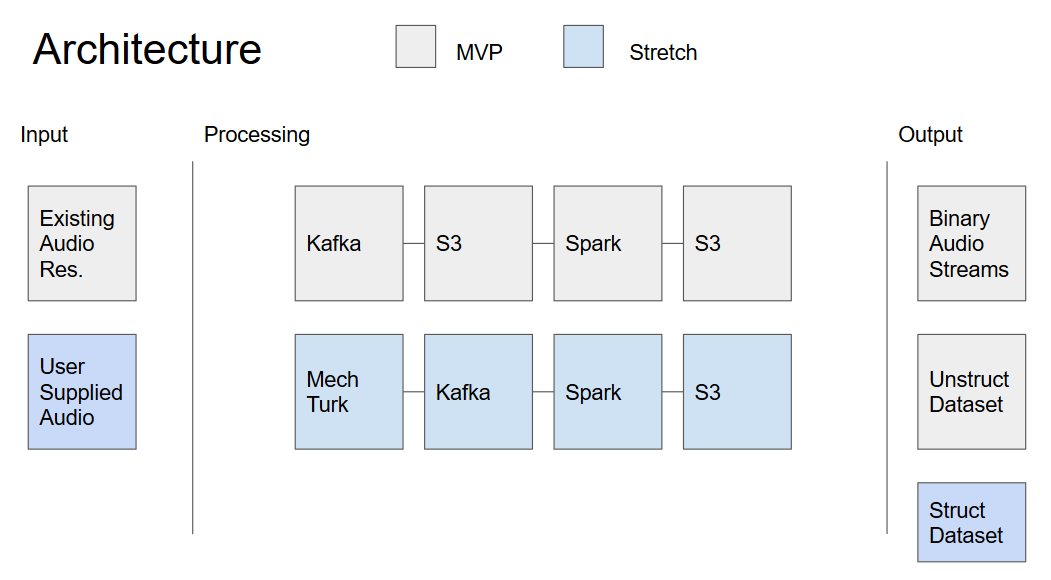 Architecture
MVP
Stretch
Input
Processing
Output
Existing
Audio
Res.
Kafka
S3
Spark
S3
Binary
Audio
Streams
User
Supplied
Audio
Mech
Turk
Kafka
Spark
S3
Unstruct
Dataset
Struct
Dataset